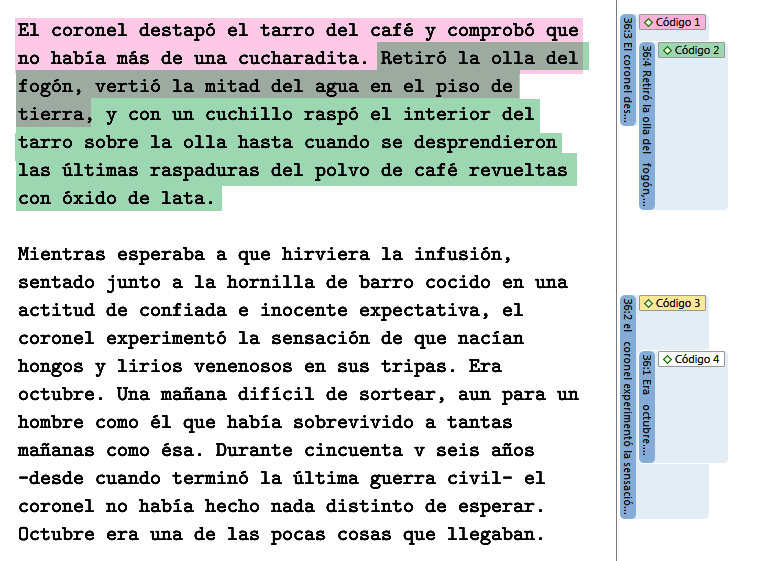 El coronel destapó el tarro del café y comprobó que
no había más de una cucharadita. Retiró la olla del
fogón, vertió la mitad del agua en el piso de
tierra, y con un cuchillo raspó el interior del
tarro sobre la olla hasta cuando se desprendieron
las últimas raspaduras del polvo de café revueltas
con óxido de lata.
Mientras esperaba a que hirviera la infusión,
sentado junto a la hornilla de barro cocido en una
actitud de confiada e inocente expectativa, el
coronel experimentó la sensación de que nacían
hongos y lirios venenosos en sus tripas. Era
octubre. Una mañana difícil de sortear, aun para un
hombre como él que había sobrevivido a tantas
mañanas como ésa. Durante cincuenta v seis años
-desde cuando terminó la última guerra civil- el
coronel no había hecho nada distinto de esperar.
Octubre era una de las pocas cosas que llegaban.
36:3 El coronel des...
Código 1
36:4 Retiró la olla del fogón,...
Código 2
36:2 el coronel experimentó la sensació...
Código 3
36:1 Era octubre....
Código 4